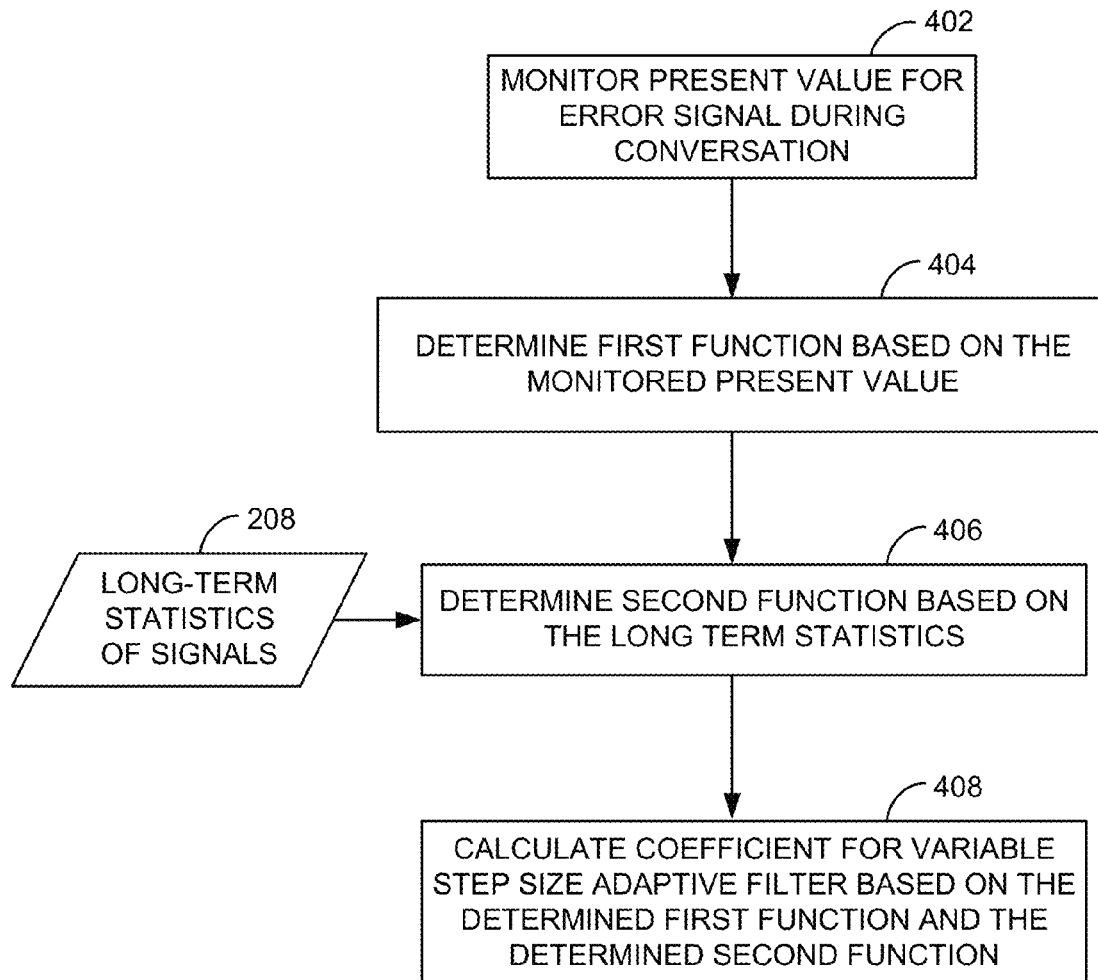 402
MONITOR PRESENT VALUE FOR
ERROR SIGNAL DURING
CONVERSATION
404
DETERMINE FIRST FUNCTION BASED ON THE
MONITORED PRESENT VALUE
208
LONG-TERM
STATISTICS
OF SIGNALS
406
DETERMINE SECOND FUNCTION BASED ON
THE LONG TERM STATISTICS
408
CALCULATE COEFFICIENT FOR VARIABLE
STEP SIZE ADAPTIVE FILTER BASED ON THE
DETERMINED FIRST FUNCTION AND THE
DETERMINED SECOND FUNCTION